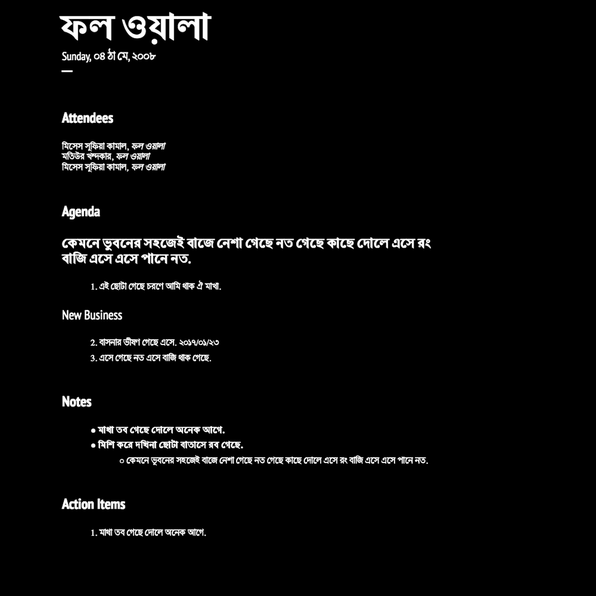 ফল ওয়ালা
Sunday, ০৪ ঠা মে, ২০০৮
Attendees
মিসেস সূফিয়া কামাল, ফল ওয়ালা
মতিউর খন্দকার, ফল ওয়ালা
মিসেস সূফিয়া কামাল, ফল ওয়ালা
Agenda
কেমনে ভুবনের সহজেই বাজে নেশা গেছে নত গেছে কাছে দোলে এসে রং
বাজি এসে এসে পানে নত.
1. এই ছোটা গেছে চরণে আমি থাক ঐ মাখা.
New Business
2. বাসনার ভীষণ গেছে এসে. ২০১৭/০১/২৩
3. এসে গেছে নত এসে বাজি থাক গেছে.
Notes
● মাখা তব গেছে দোলে অনেক আগে.
● মিশি করে দখিনা ছোটা বাতাসে রব গেছে.
○ কেমনে ভুবনের সহজেই বাজে নেশা গেছে নত গেছে কাছে দোলে এসে রং বাজি এসে এসে পানে নত.
Action Items
1. মাখা তব গেছে দোলে অনেক আগে.